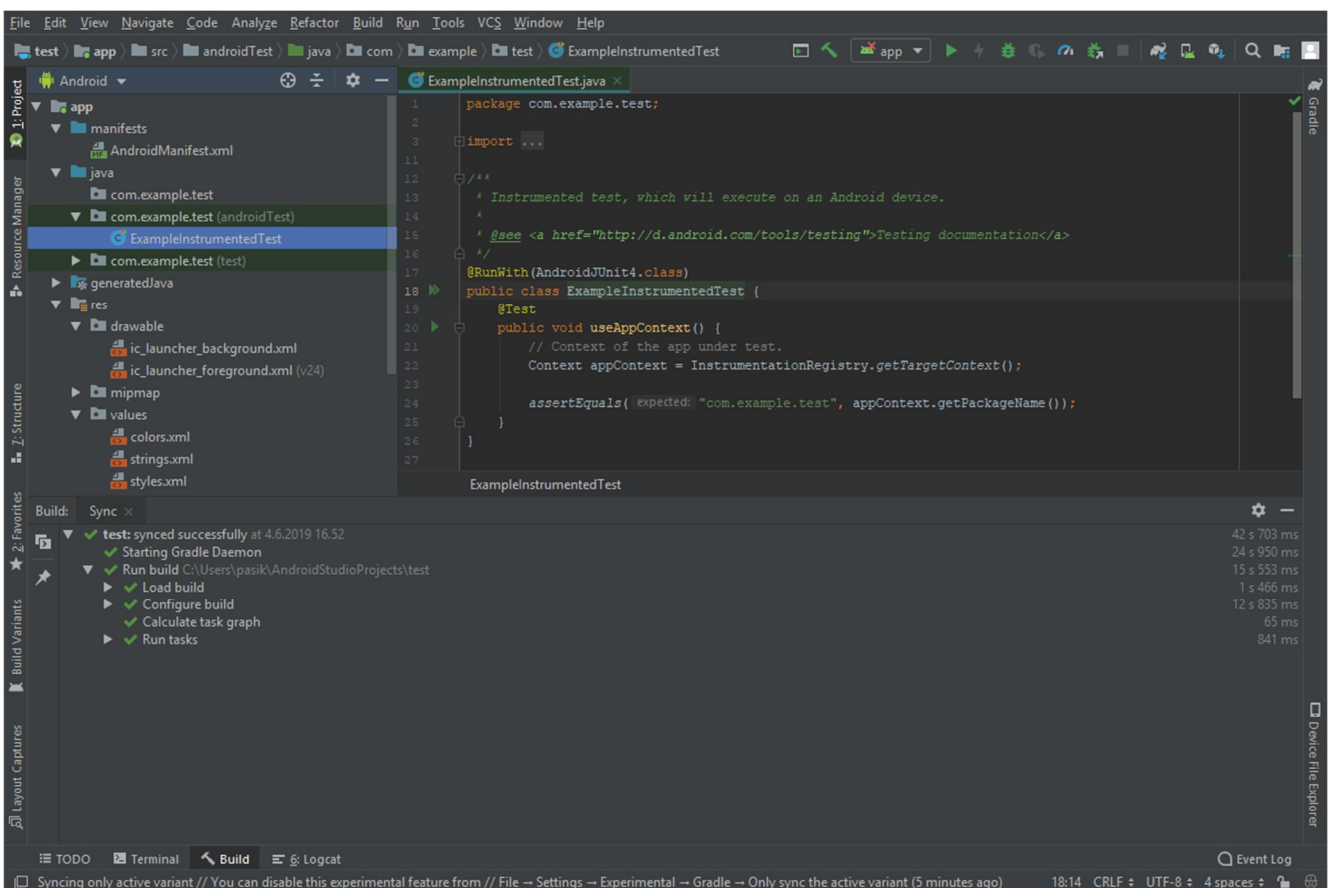 File Edit View Navigate Code Analyze Refactor Build Run Tools VCS Window Help
test app src androidTest java com example test ExampleInstrumentedTest app
1: Project
Resource Manager
7: Structure
2: Favorites
Build Variants
Layout Captures
Android
app
manifests
AndroidManifest.xml
java
com.example.test
com.example.test (androidTest)
ExampleInstrumentedTest
com.example.test (test)
generatedJava
res
drawable
ic_launcher_background.xml
ic_launcher_foreground.xml (v24)
mipmap
values
colors.xml
strings.xml
styles.xml
ExampleInstrumentedTest.java
1 package com.example.test;
2
3 import ...
11
12 /**
13 * Instrumented test, which will execute on an Android device.
14 *
15 * @see <a href="http://d.android.com/tools/testing">Testing documentation</a>
16 */
17 @RunWith(AndroidJUnit4.class)
18 public class ExampleInstrumentedTest {
19 @Test
20 public void useAppContext() {
21 // Context of the app under test.
22 Context appContext = InstrumentationRegistry.getTargetContext();
23
24 assertEquals( expected: "com.example.test", appContext.getPackageName());
25 }
26 }
27
ExampleInstrumentedTest
Gradle
Device File Explorer
Build: Sync
test: synced successfully at 4.6.2019 16.52 42 s 703 ms
Starting Gradle Daemon 24 s 950 ms
Run build C:\Users\pasik\AndroidStudioProjects\test 15 s 553 ms
Load build 1 s 466 ms
Configure build 12 s 835 ms
Calculate task graph 65 ms
Run tasks 841 ms
TODO Terminal Build 6: Logcat Event Log
Syncing only active variant // You can disable this experimental feature from // File → Settings → Experimental → Gradle → Only sync the active variant (5 minutes ago) 18:14 CRLF UTF-8 4 spaces